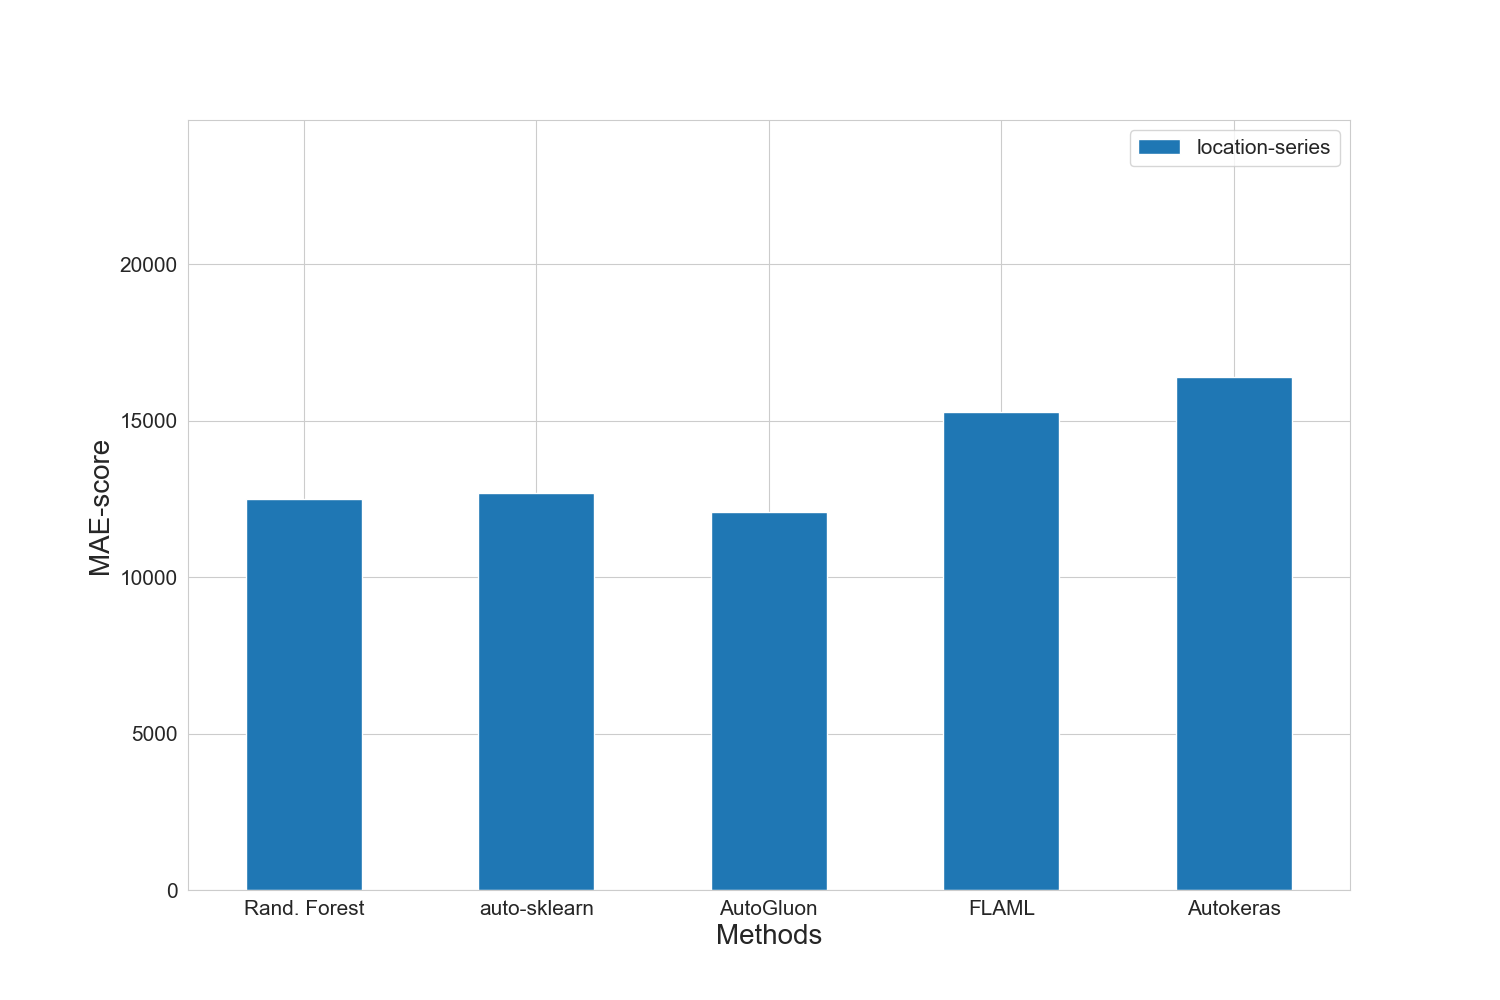 location-series
20000
15000
10000
5000
0
MAE-score
Rand. Forest
auto-sklearn
AutoGluon
FLAML
Autokeras
Methods